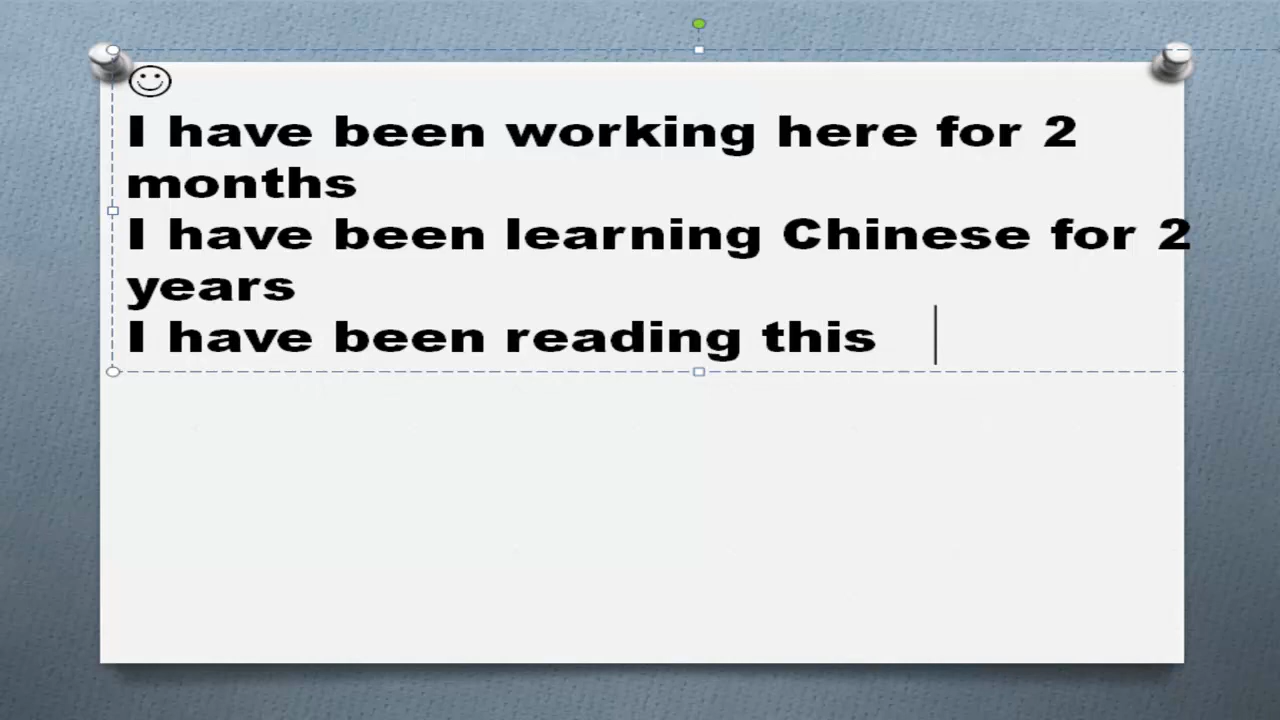 I have been working here for 2
months
I have been learning Chinese for 2
years
I have been reading this